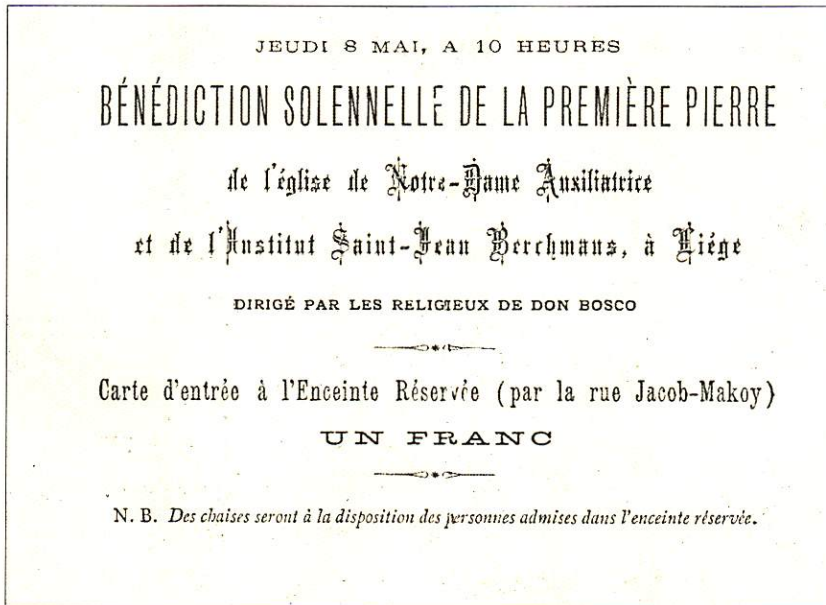 JEUDI 8 MAI, A 10 HEURES
BÉNÉDICTION SOLENNELLE DE LA PREMIÈRE PIERRE
de l'église de Notre-Dame Auxiliatrice
et de l'Institut Saint-Jean Berchmans, à Liége
DIRIGÉ PAR LES RELIGIEUX DE DON BOSCO
Carte d'entrée à l'Enceinte Réservée (par la rue Jacob-Makoy)
UN FRANC
N. B. Des chaises seront à la disposition des personnes admises dans l'enceinte réservée.